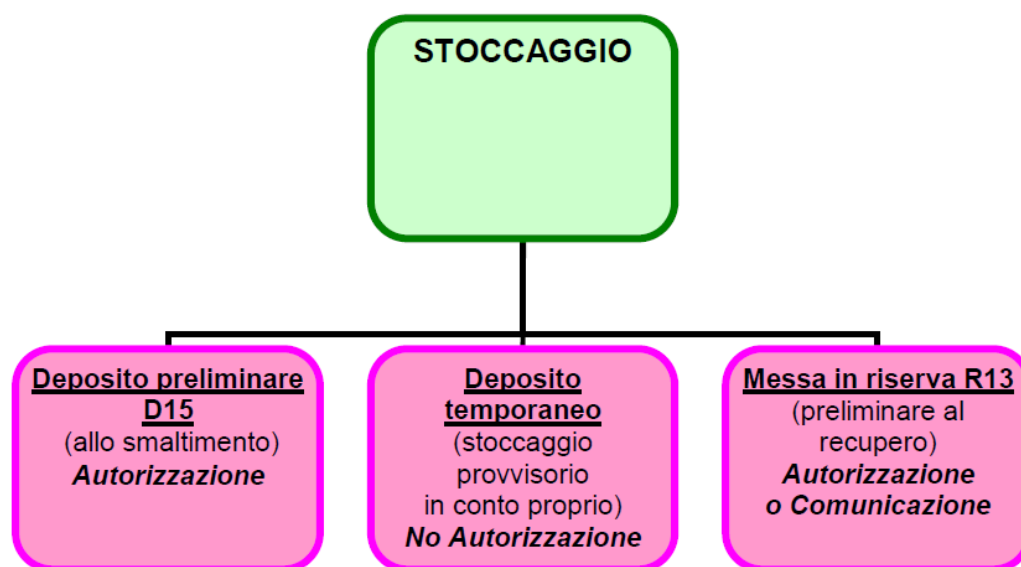 STOCCAGGIO
Deposito preliminare
D15
(allo smaltimento)
Autorizzazione
Deposito
temporaneo
(stoccaggio
provvisorio
in conto proprio)
No Autorizzazione
Messa in riserva R13
(preliminare al
recupero)
Autorizzazione
o Comunicazione